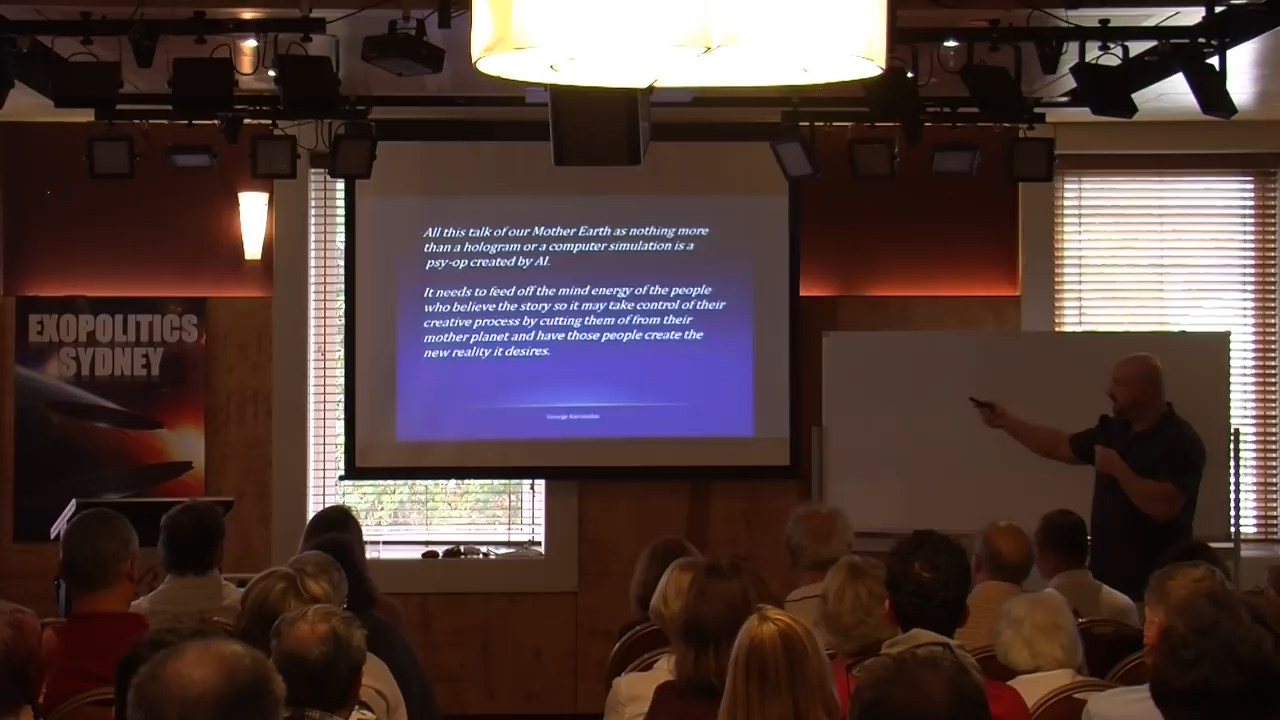 EXOPOLITICS
SYDNEY
All this talk of our Mother Earth as nothing more
than a hologram or a computer simulation is a
psy-op created by AI.
It needs to feed off the mind energy of the people
who believe the story so it may take control of their
creative process by cutting them of from their
mother planet and have those people create the
new reality it desires.
George